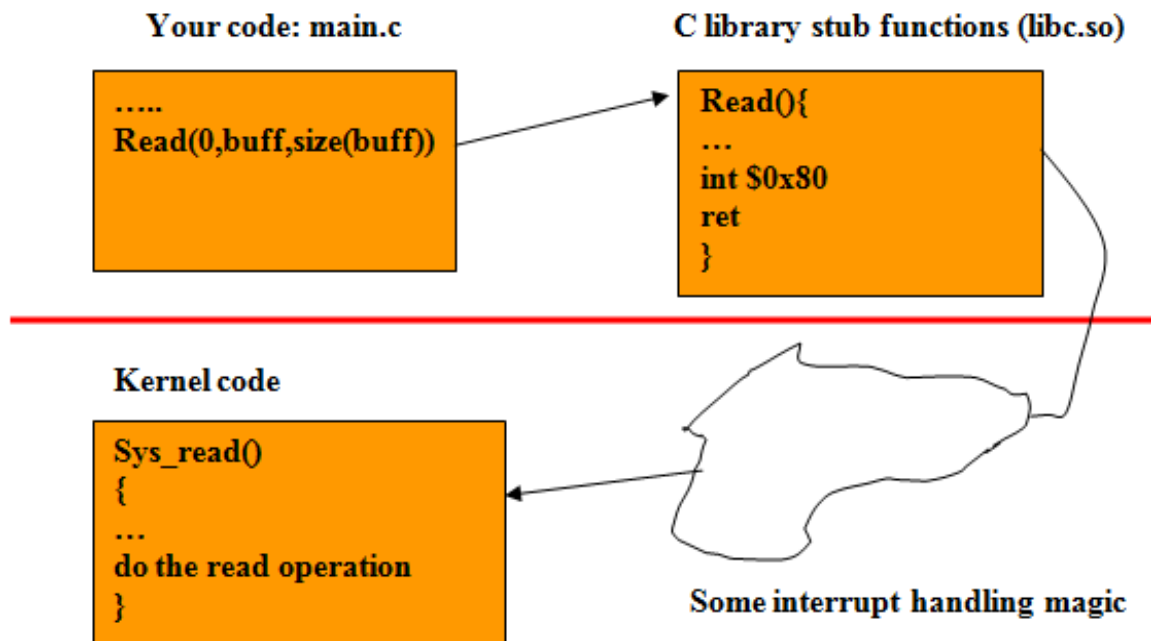 Your code: main.c
…..
Read(0,buff,size(buff))
C library stub functions (libc.so)
Read(){
…
int $0x80
ret
}
Kernel code
Sys_read()
{
…
do the read operation
}
Some interrupt handling magic